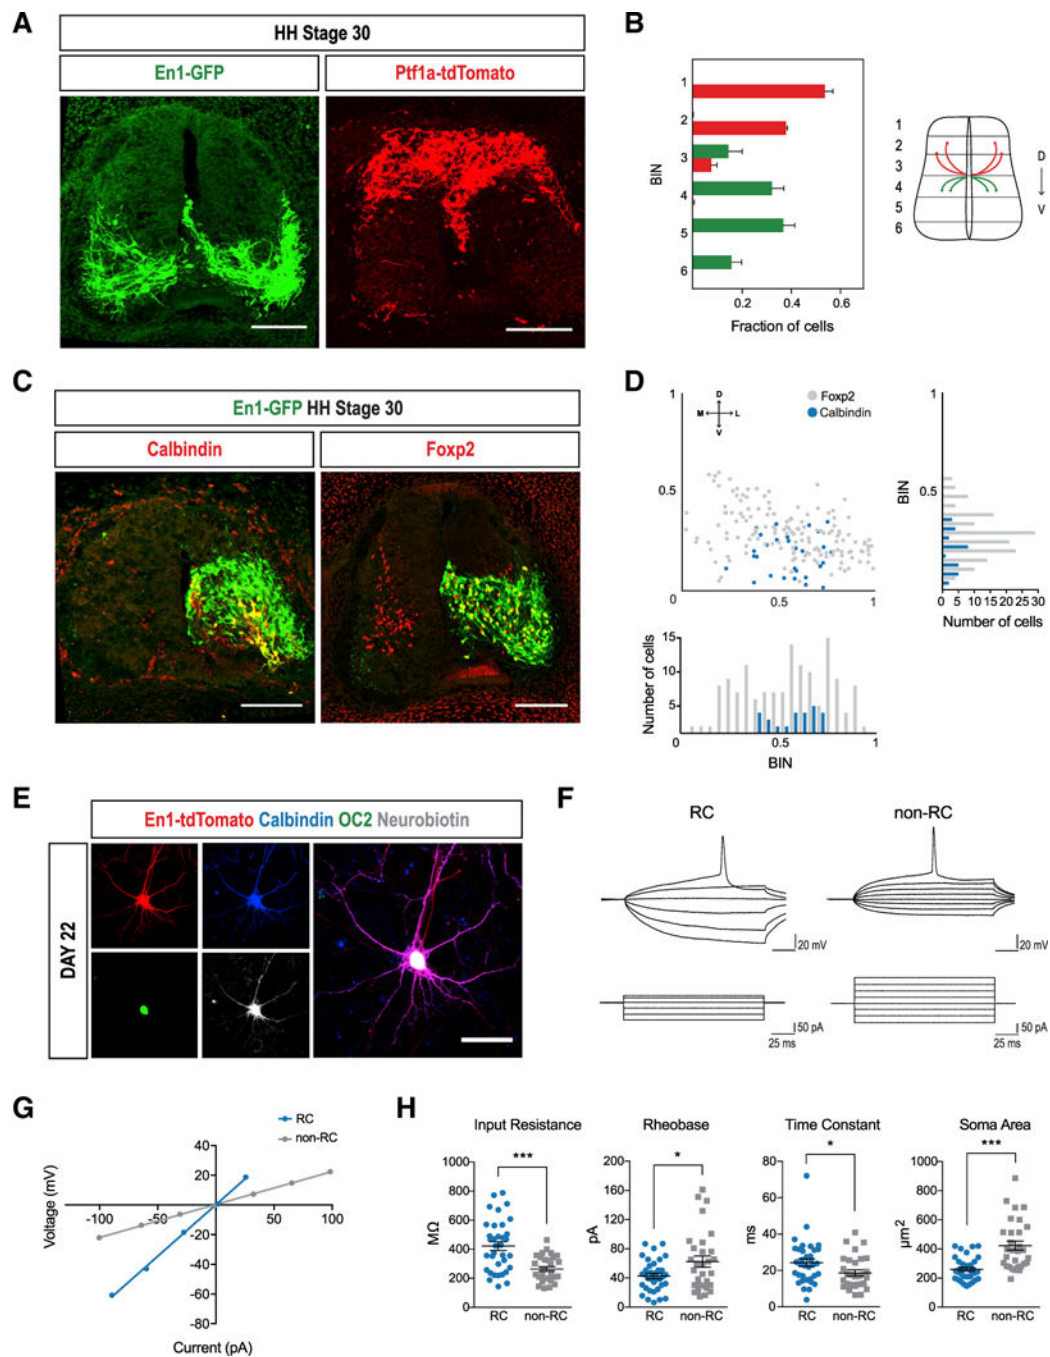 A
HH Stage 30
En1-GFP
Ptf1a-tdTomato
B
BIN
1
2
3
4
5
6
0.2 0.4 0.6
Fraction of cells
1
2
3
4
5
6
D
V
C
En1-GFP HH Stage 30
Calbindin
Foxp2
D
1
0.5
0
0.5
1
D
M L
V
Foxp2
Calbindin
1
0.5
BIN
0 5 10 15 20 25 30
Number of cells
15
10
5
0
Number of cells
0.5
1
BIN
E
En1-tdTomato Calbindin OC2 Neurobiotin
DAY 22
F
RC
non-RC
20 mV
20 mV
50 pA
25 ms
50 pA
25 ms
G
RC
non-RC
40
20
-20
-40
-60
-80
-100 -50 0 50 100
Voltage (mV)
Current (pA)
H
Input Resistance
***
1000
800
600
400
200
0
MΩ
RC non-RC
Rheobase
*
200
160
120
80
40
0
pA
RC non-RC
Time Constant
*
80
60
40
20
0
ms
RC non-RC
Soma Area
***
1000
800
600
400
200
0
µm2
RC non-RC